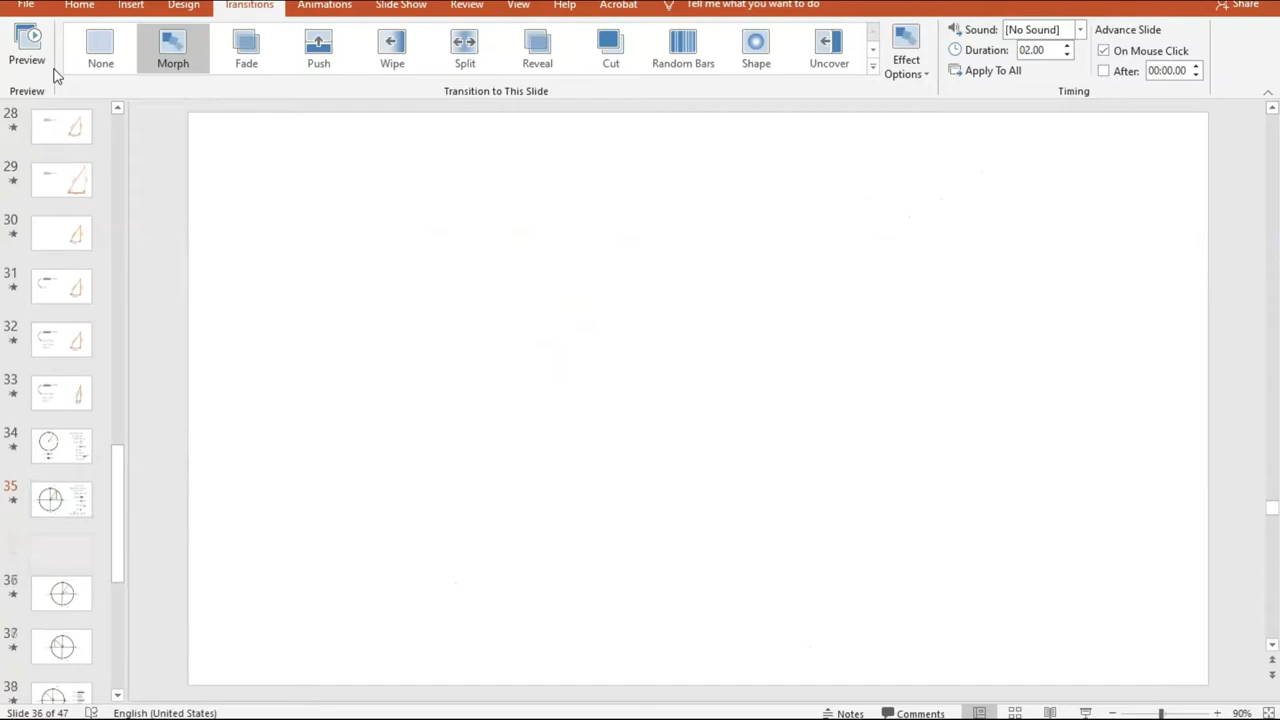 File Home Insert Design Transitions Animations Slide Show Review View Help Acrobat Tell me what you want to do Share
Preview
None
Morph
Fade
Push
Wipe
Split
Reveal
Cut
Random Bars
Shape
Uncover
Effect
Options
Sound: [No Sound]
Duration: 02.00
Apply To All
Advance Slide
On Mouse Click
After: 00:00.00
Preview
Transition to This Slide
Timing
28
29
30
31
32
33
34
35
38
Slide 36 of 47
English (United States)
Notes
Comments
90%